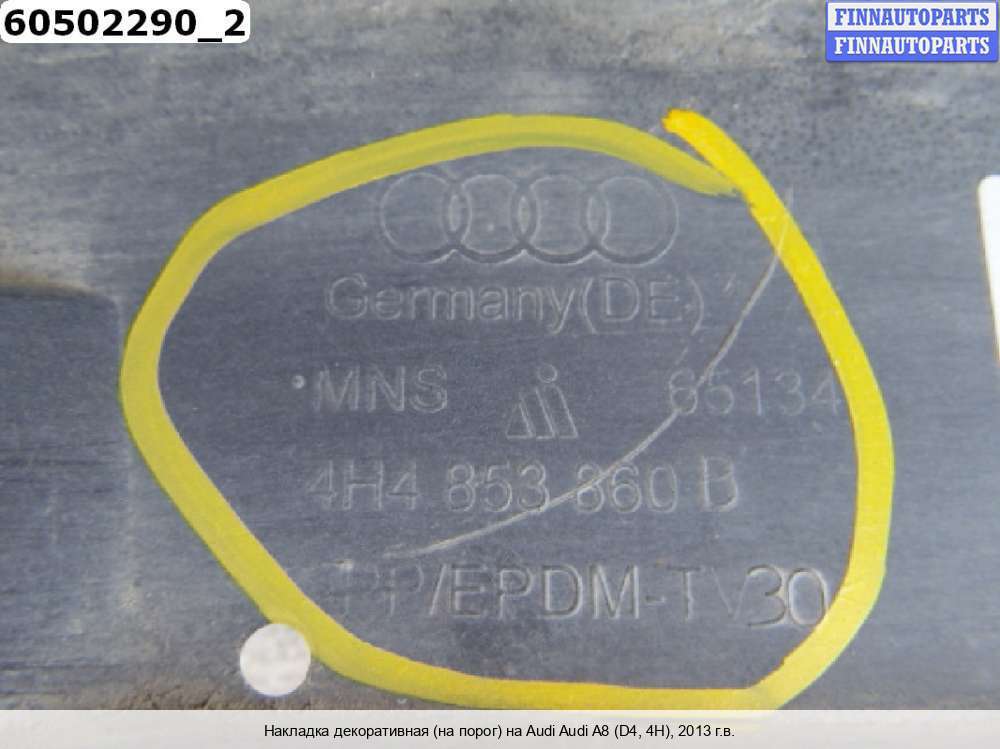 60502290_2
FINNAUTOPARTS
FINNAUTOPARTS
Germany(DE)
MNS 65134
4H4 853 860 B
>PP/EPDM-TV30
Накладка декоративная (на порог) на Audi Audi A8 (D4, 4H), 2013 г.в.